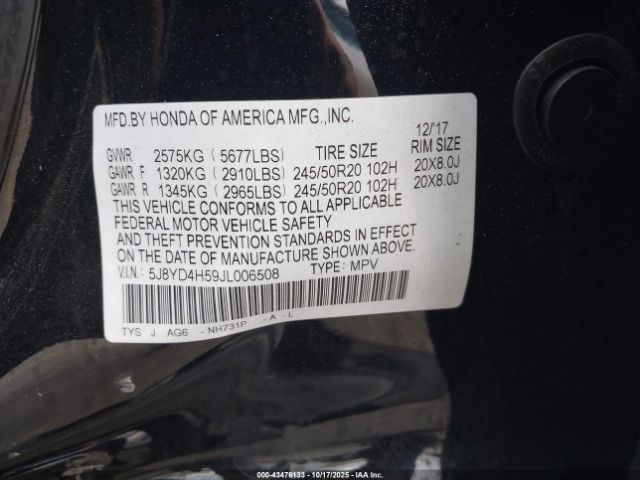 MFD.BY HONDA OF AMERICA MFG.,INC.
12/17
GVWR 2575KG ( 5677LBS) TIRE SIZE RIM SIZE
GAWR F 1320KG ( 2910LBS) 245/50R20 102H 20X8.0J
GAWR R 1345KG ( 2965LBS) 245/50R20 102H 20X8.0J
THIS VEHICLE CONFORMS TO ALL APPLICABLE
FEDERAL MOTOR VEHICLE SAFETY
AND THEFT PREVENTION STANDARDS IN EFFECT
ON THE DATE OF MANUFACTURE SHOWN ABOVE.
V.I.N: 5J8YD4H59JL006508 TYPE: MPV
TYS J AG6 -NH731P -A -L
000-43476133 | 10/17/2025 | IAA Inc.